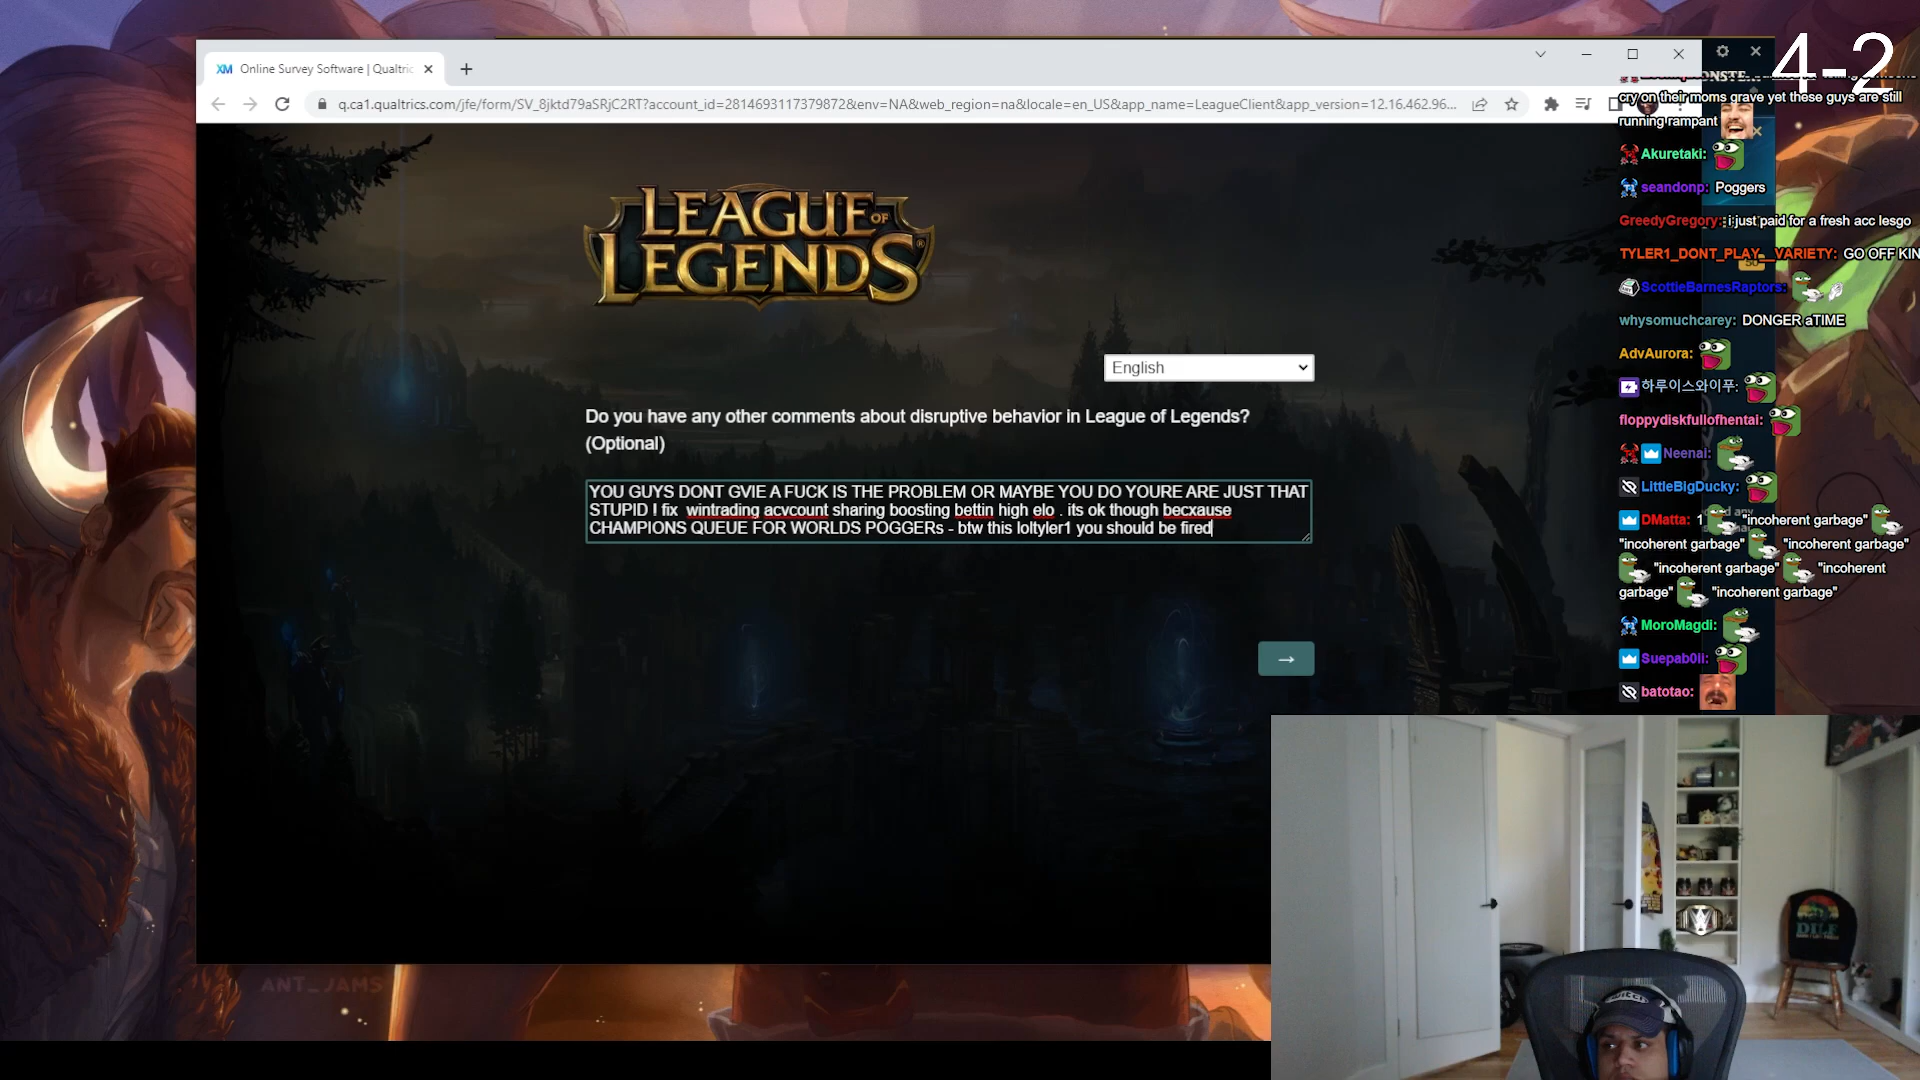 Online Survey Software | Qualtric
q.ca1.qualtrics.com/jfe/form/SV_8jktd79aSRjC2RT?account_id=2814693117379872&env=NA&web_region=na&locale=en_US&app_name=LeagueClient&app_version=12.16.462.96...
4-2
LEAGUE OF
LEGENDS
English
Do you have any other comments about disruptive behavior in League of Legends?
(Optional)
YOU GUYS DONT GVIE A FUCK IS THE PROBLEM OR MAYBE YOU DO YOURE ARE JUST THAT
STUPID ! fix wintrading acvcount sharing boosting bettin high elo . its ok though becxause
CHAMPIONS QUEUE FOR WORLDS POGGERs - btw this loltyler1 you should be fired
→
cry on their moms grave yet these guys are still
running rampant
Akuretaki:
seandonp: Poggers
GreedyGregory: i just paid for a fresh acc lesgo
TYLER1_DONT_PLAY__VARIETY: GO OFF KIN
ScottieBarnesRaptors:
whysomuchcarey: DONGER aTIME
AdvAurora:
하루이스와이푸:
floppydiskfullofhentai:
Neenai:
LittleBigDucky:
DMatta: 1 "incoherent garbage"
"incoherent garbage" "incoherent garbage"
"incoherent garbage" "incoherent
garbage" "incoherent garbage"
MoroMagdi:
Suepab0ii:
batotao:
ANT_JAMS
DILF
twitch